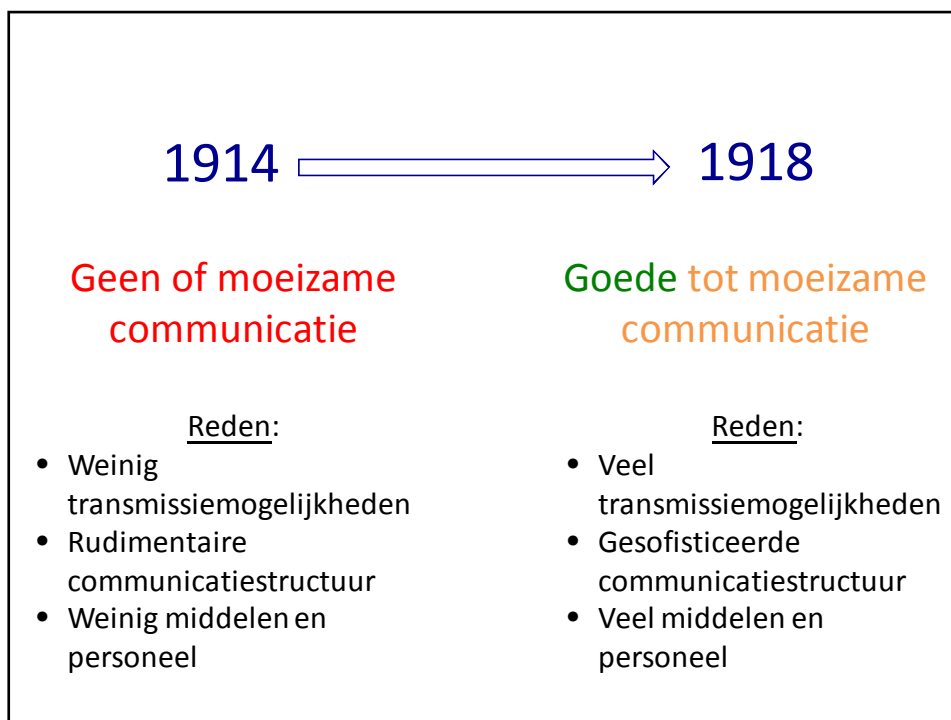 1914
1918
Geen of moeizame
communicatie
Reden:
• Weinig
transmissiemogelijkheden
• Rudimentaire
communicatiestructuur
• Weinig middelen en
personeel
Goede tot moeizame
communicatie
Reden:
• Veel
transmissiemogelijkheden
• Gesofisticeerde
communicatiestructuur
• Veel middelen en
personeel